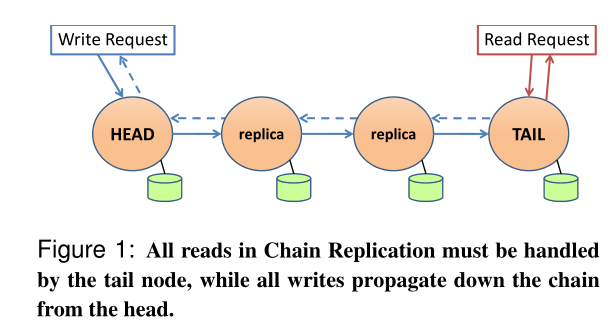 Write Request
Read Request
HEAD
replica
replica
TAIL
Figure 1: All reads in Chain Replication must be handled
by the tail node, while all writes propagate down the chain
from the head.